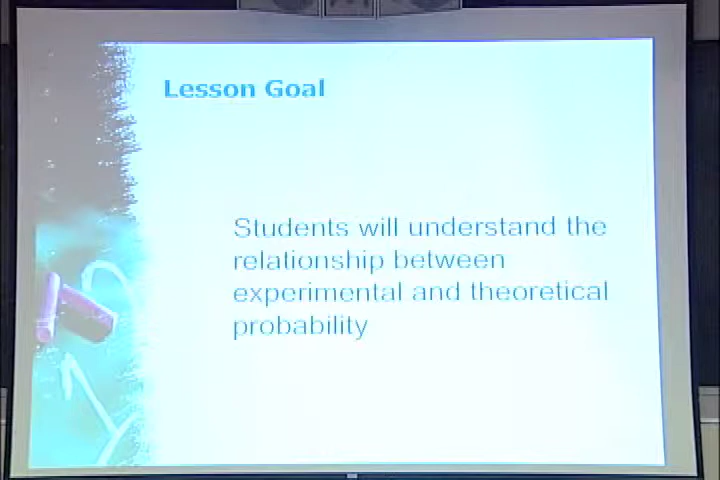 Lesson Goal
Students will understand the
relationship between
experimental and theoretical
probability